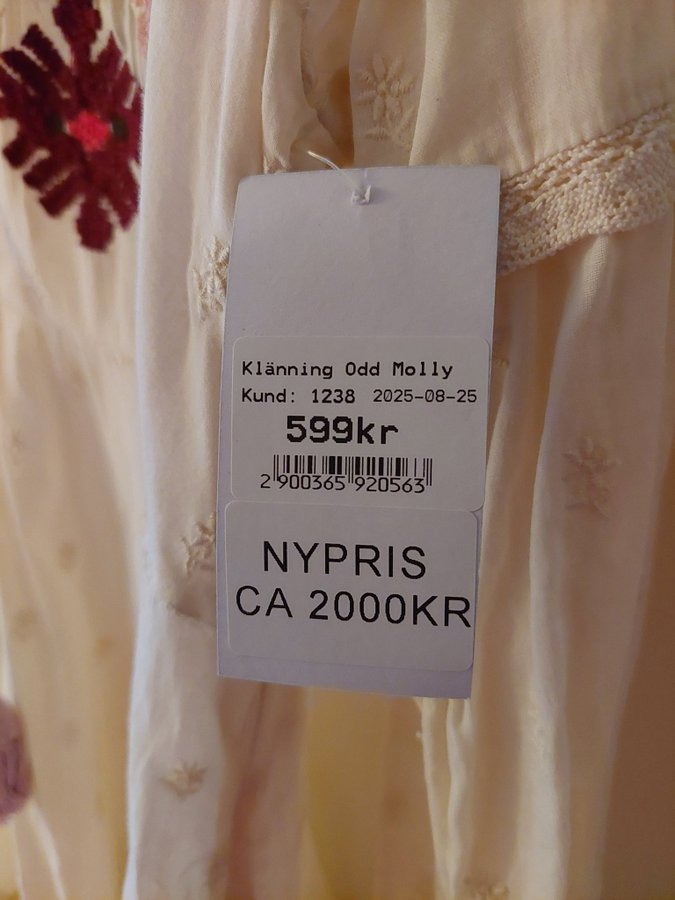 Klänning Odd Molly
Kund: 1238 2025-08-25
599kr
2 900365 920563
NYPRIS
CA 2000KR